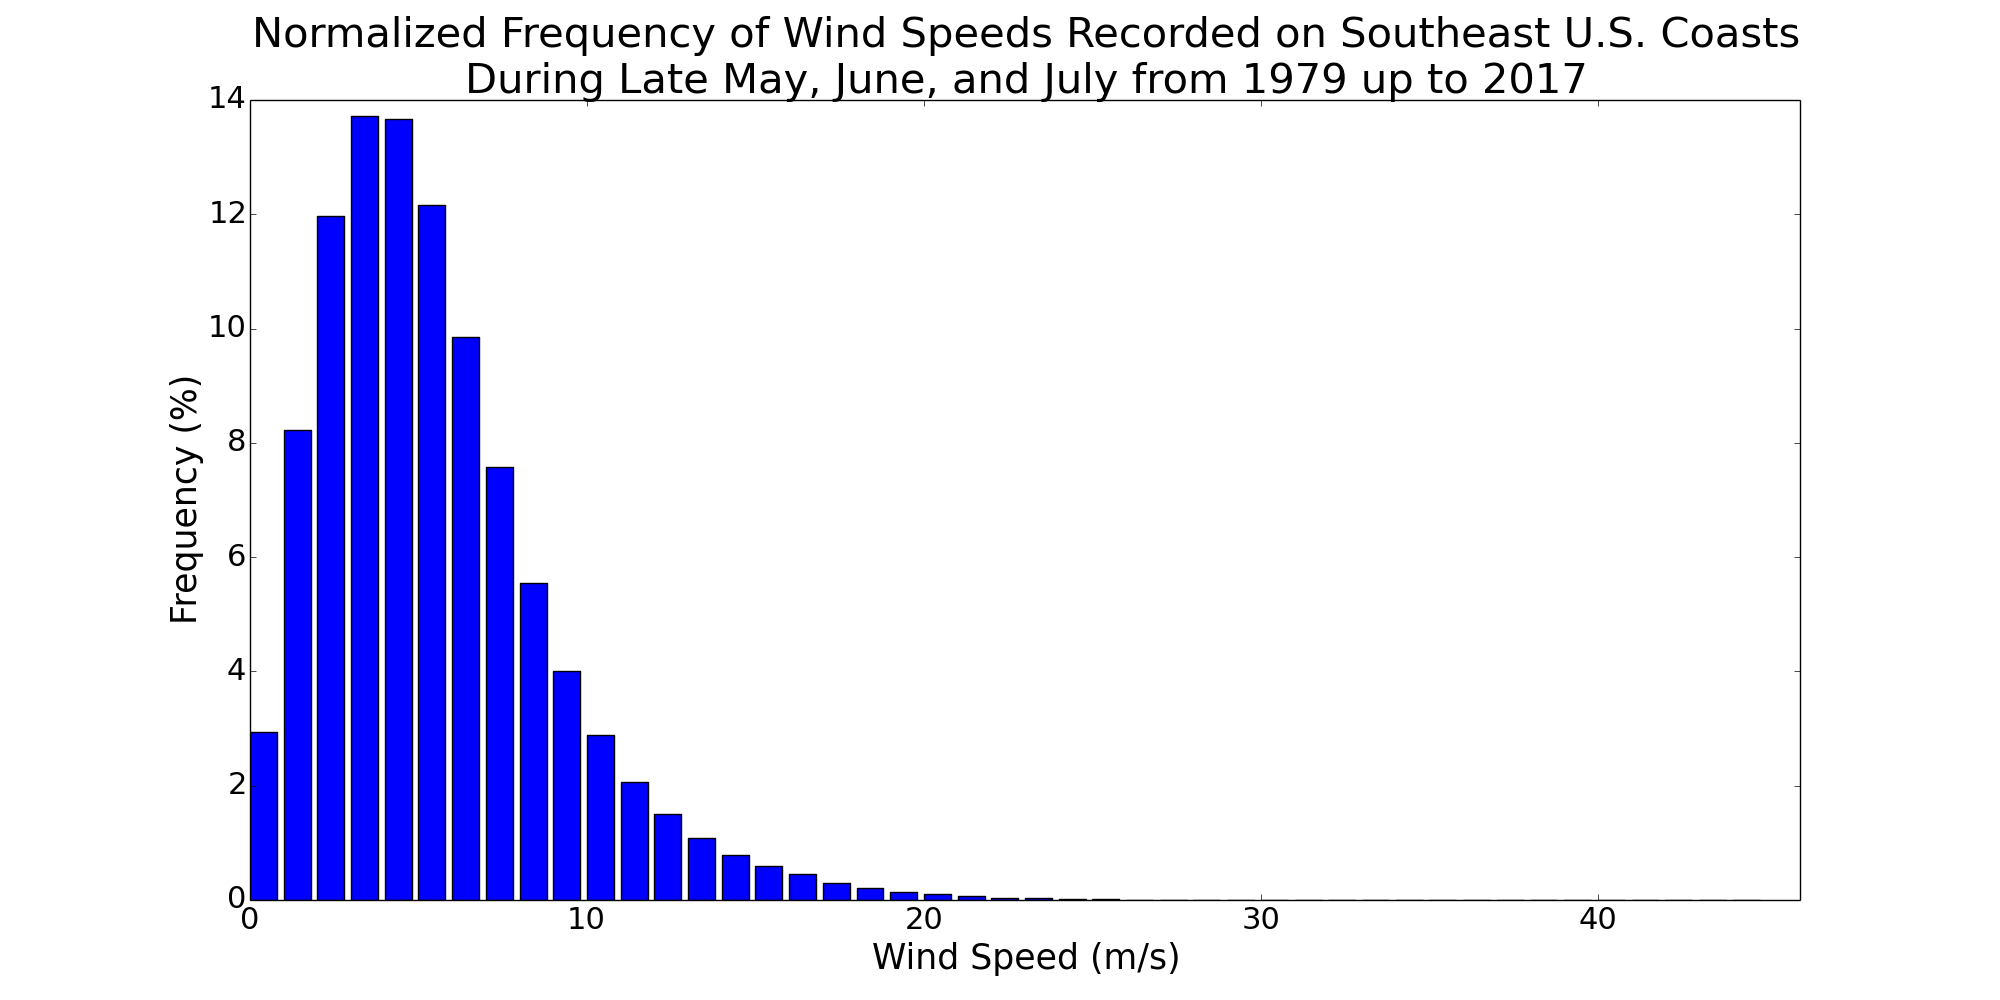 Normalized Frequency of Wind Speeds Recorded on Southeast U.S. Coasts
During Late May, June, and July from 1979 up to 2017
14
12
10
8
6
4
2
0
Frequency (%)
0 10 20 30 40
Wind Speed (m/s)